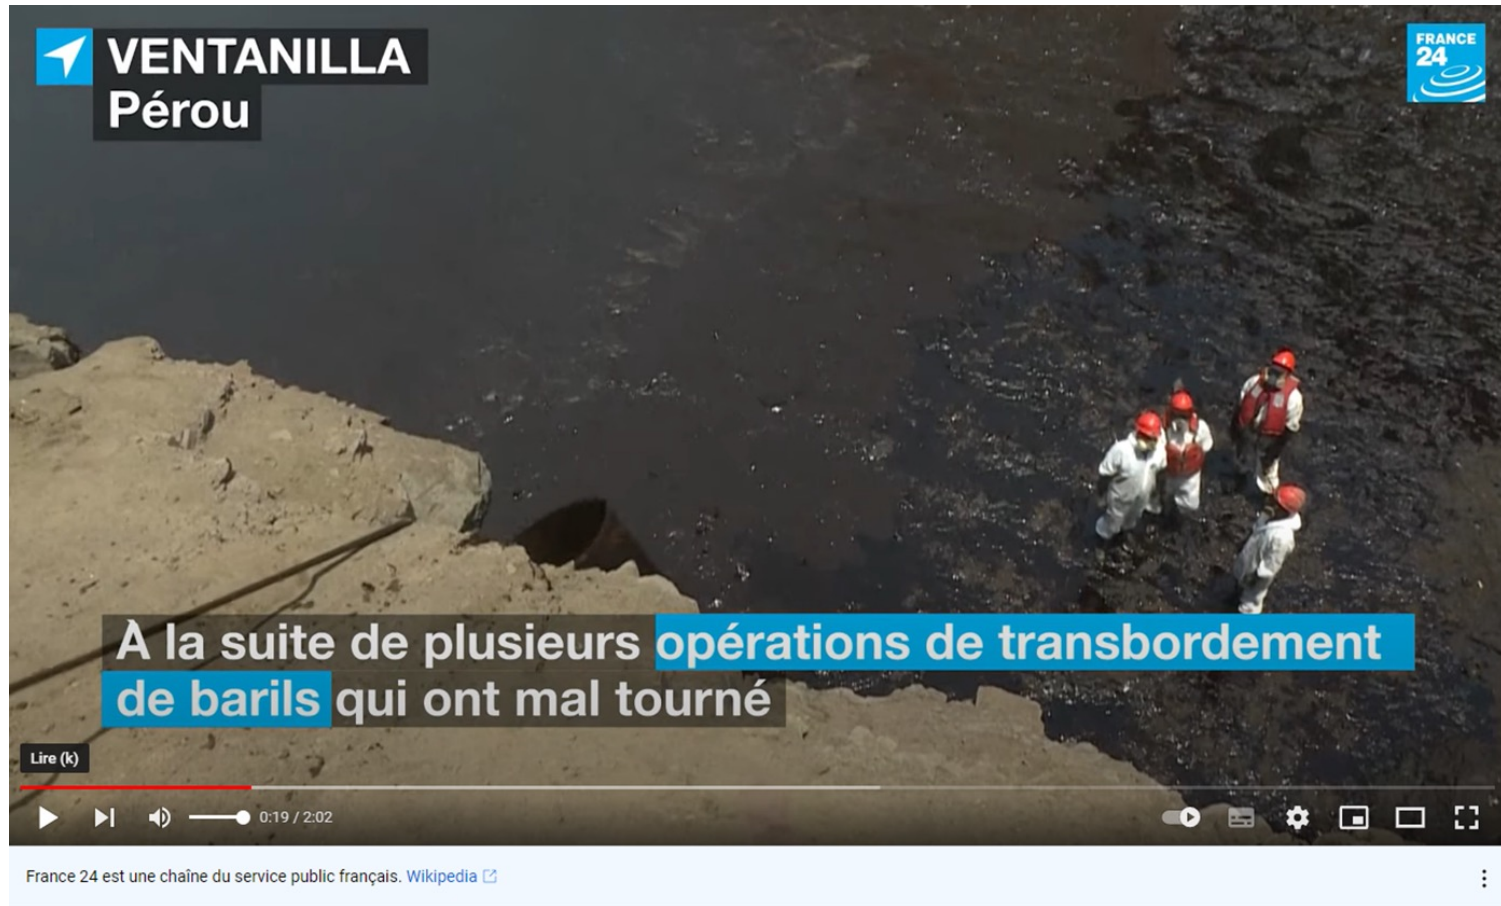 VENTANILLA
Pérou
FRANCE
24
À la suite de plusieurs opérations de transbordement
de barils qui ont mal tourné
Lire (k)
0:19 / 2:02
France 24 est une chaîne du service public français. Wikipedia